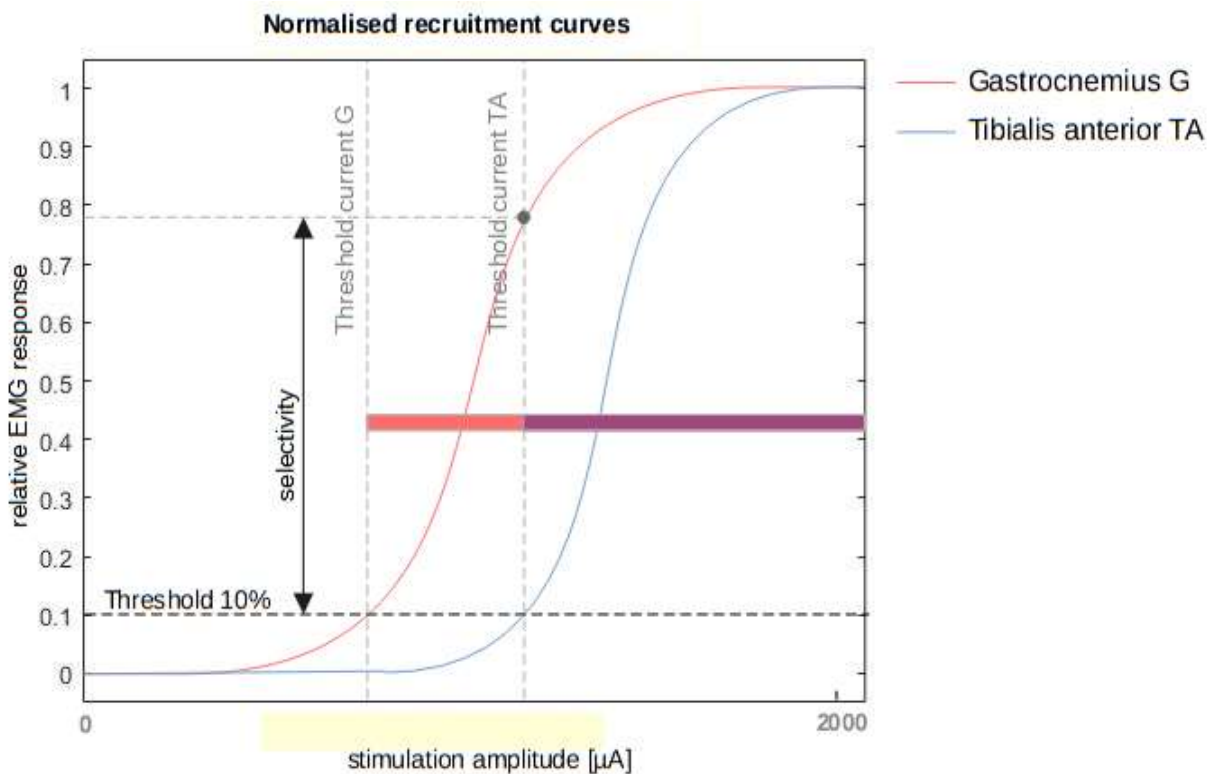 Normalised recruitment curves
Gastrocnemius G
Tibialis anterior TA
Threshold current G
Threshold current TA
1
0.9
0.8
0.7
0.6
0.5
0.4
0.3
0.2
0.1
0
relative EMG response
selectivity
Threshold 10%
0
2000
stimulation amplitude [µA]